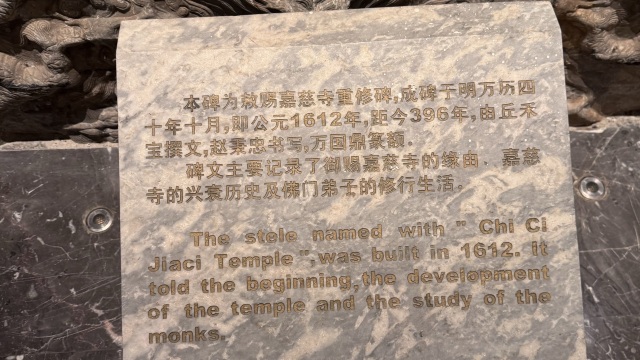 本碑为敕赐嘉慈寺重修碑,成碑于明万历四
十年十月,即公元1612年,距今396年,由丘禾
宝撰文,赵秉忠书写,万国鼎篆额.
碑文主要记录了御赐嘉慈寺的缘由、嘉慈
寺的兴衰历史及佛门弟子的修行生活。
The stele named with " Chi Ci
Jiaci Temple ",was built in 1612. It
told the beginning,the development
of the temple and the study of the
monks.